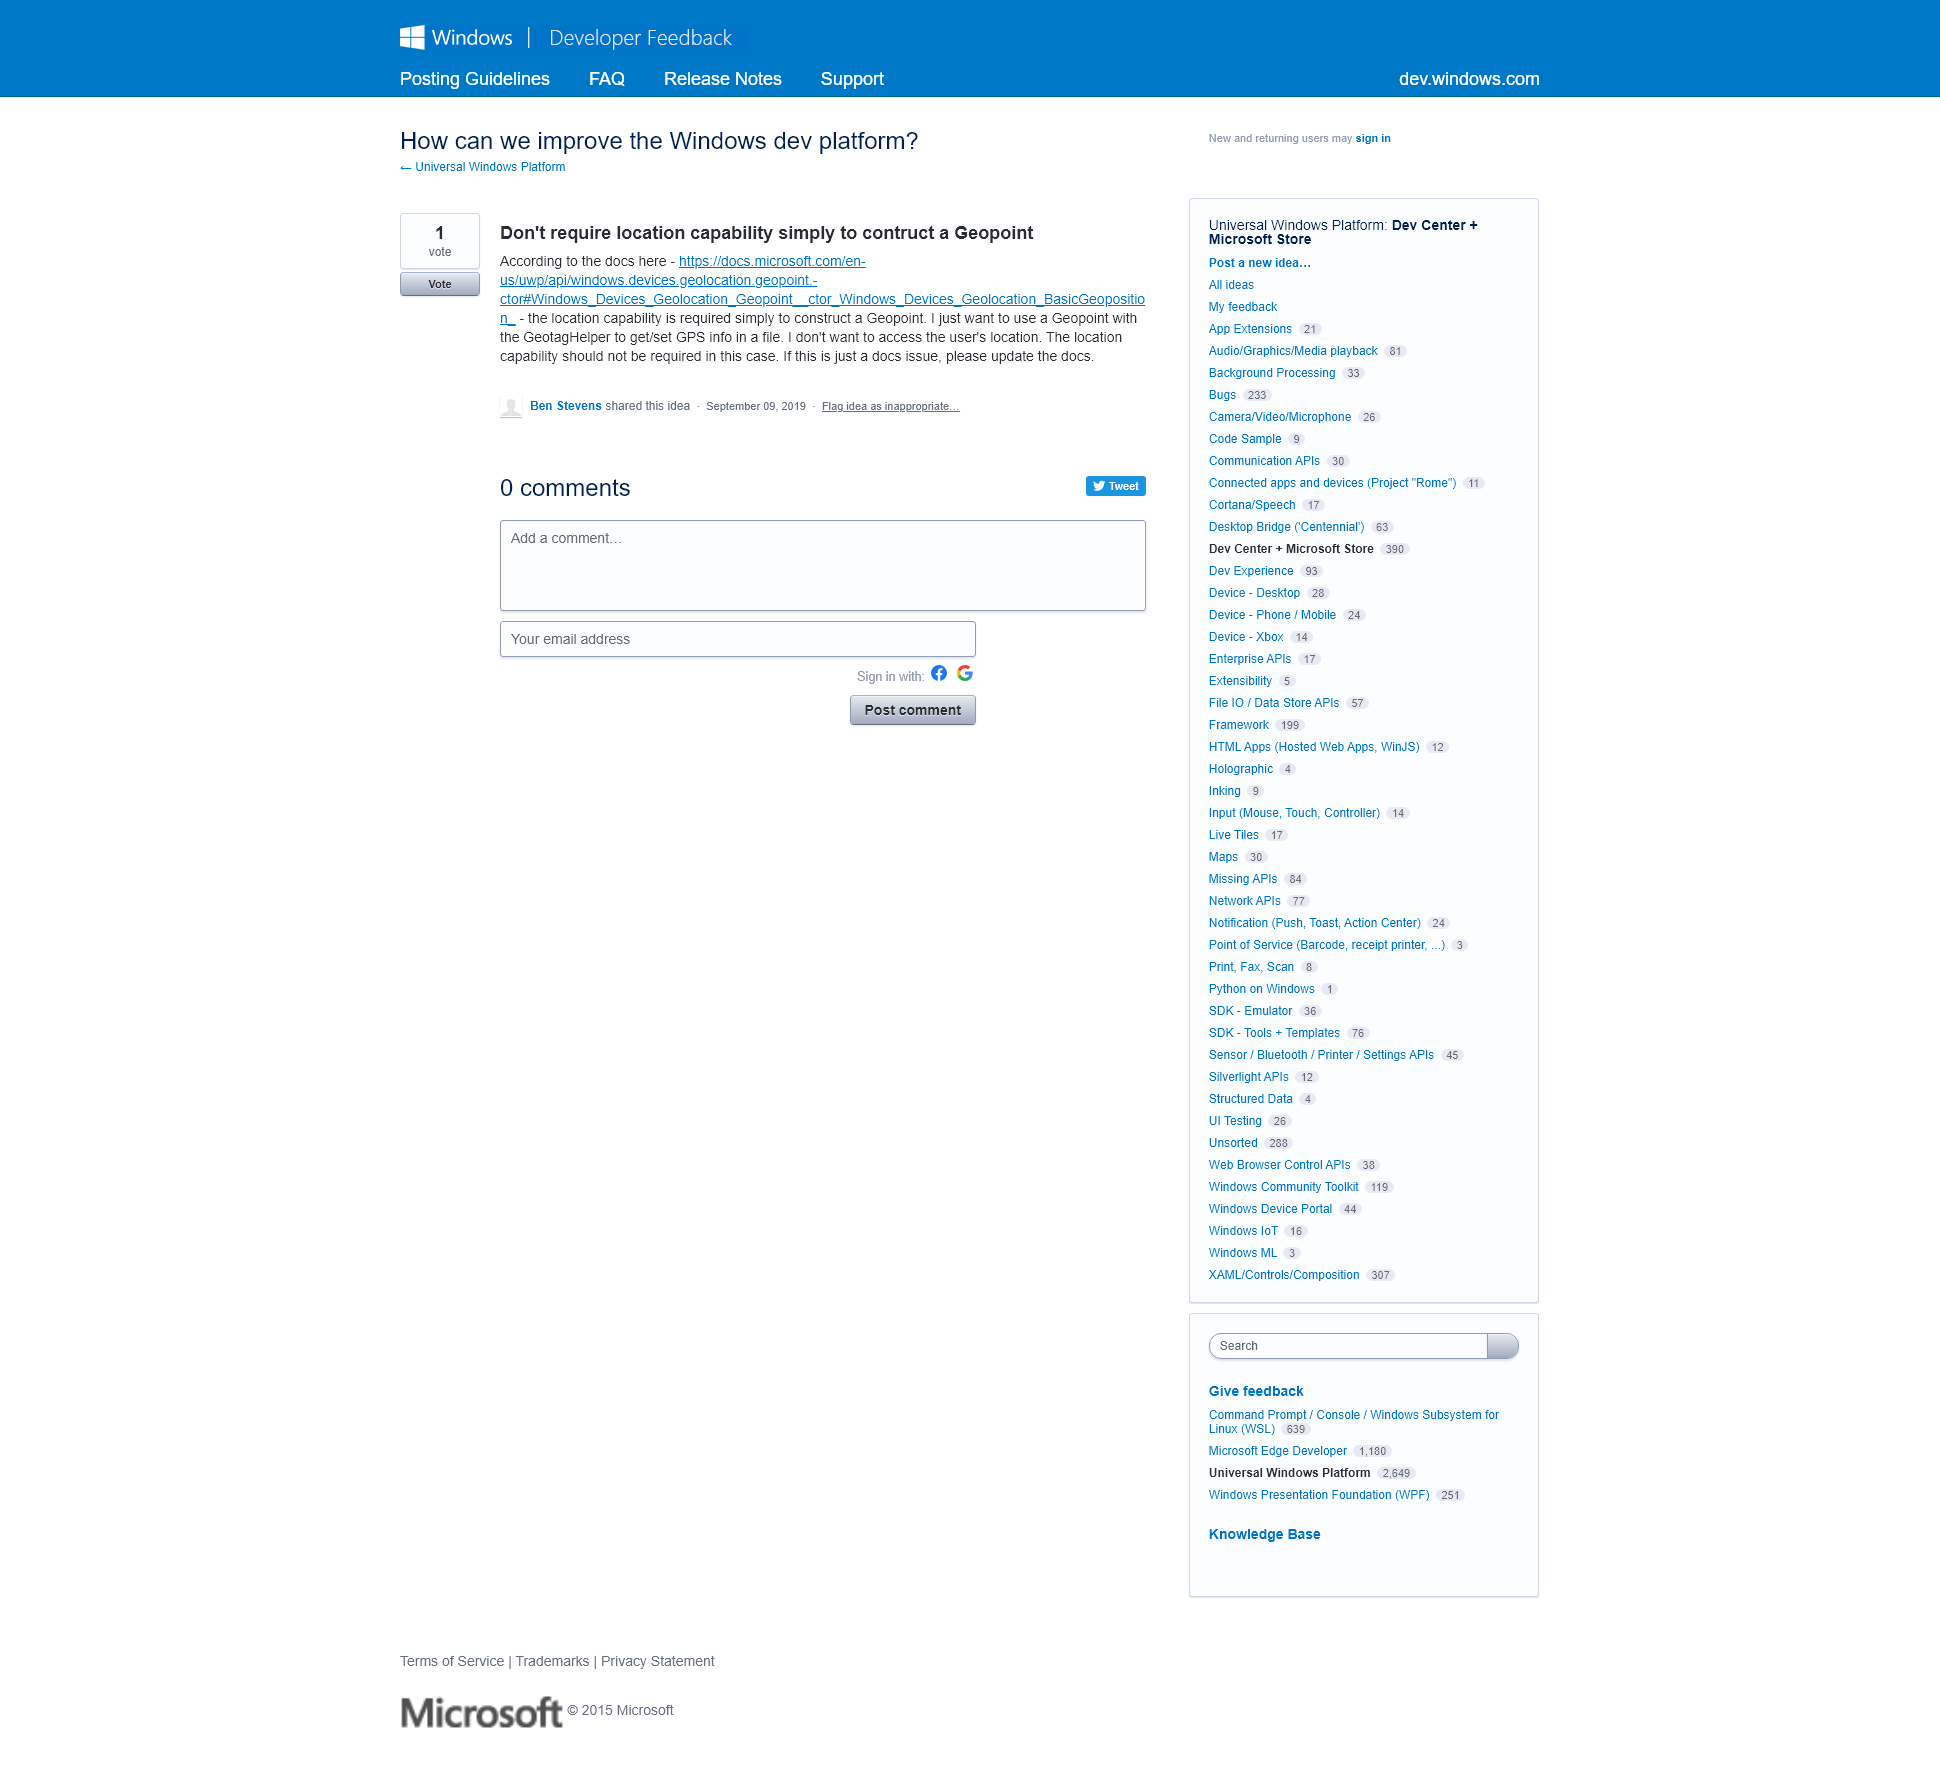 Windows | Developer Feedback
Posting Guidelines FAQ Release Notes Support dev.windows.com
How can we improve the Windows dev platform?
← Universal Windows Platform
New and returning users may sign in
1
vote
Vote
Don't require location capability simply to contruct a Geopoint
According to the docs here - https://docs.microsoft.com/en-
us/uwp/api/windows.devices.geolocation.geopoint.-
ctor#Windows_Devices_Geolocation_Geopoint__ctor_Windows_Devices_Geolocation_BasicGeopositio
n_ - the location capability is required simply to construct a Geopoint. I just want to use a Geopoint with
the GeotagHelper to get/set GPS info in a file. I don't want to access the user's location. The location
capability should not be required in this case. If this is just a docs issue, please update the docs.
Ben Stevens shared this idea · September 09, 2019 · Flag idea as inappropriate…
0 comments
Tweet
Add a comment…
Your email address
Sign in with:
Post comment
Universal Windows Platform: Dev Center +
Microsoft Store
Post a new idea…
All ideas
My feedback
App Extensions 21
Audio/Graphics/Media playback 81
Background Processing 33
Bugs 233
Camera/Video/Microphone 26
Code Sample 9
Communication APIs 30
Connected apps and devices (Project "Rome") 11
Cortana/Speech 17
Desktop Bridge ('Centennial') 63
Dev Center + Microsoft Store 390
Dev Experience 93
Device - Desktop 28
Device - Phone / Mobile 24
Device - Xbox 14
Enterprise APIs 17
Extensibility 5
File IO / Data Store APIs 57
Framework 199
HTML Apps (Hosted Web Apps, WinJS) 12
Holographic 4
Inking 9
Input (Mouse, Touch, Controller) 14
Live Tiles 17
Maps 30
Missing APIs 84
Network APIs 77
Notification (Push, Toast, Action Center) 24
Point of Service (Barcode, receipt printer, ...) 3
Print, Fax, Scan 8
Python on Windows 1
SDK - Emulator 36
SDK - Tools + Templates 76
Sensor / Bluetooth / Printer / Settings APIs 45
Silverlight APIs 12
Structured Data 4
UI Testing 26
Unsorted 288
Web Browser Control APIs 38
Windows Community Toolkit 119
Windows Device Portal 44
Windows IoT 16
Windows ML 3
XAML/Controls/Composition 307
Search
Give feedback
Command Prompt / Console / Windows Subsystem for
Linux (WSL) 639
Microsoft Edge Developer 1,180
Universal Windows Platform 2,649
Windows Presentation Foundation (WPF) 251
Knowledge Base
Terms of Service | Trademarks | Privacy Statement
Microsoft © 2015 Microsoft